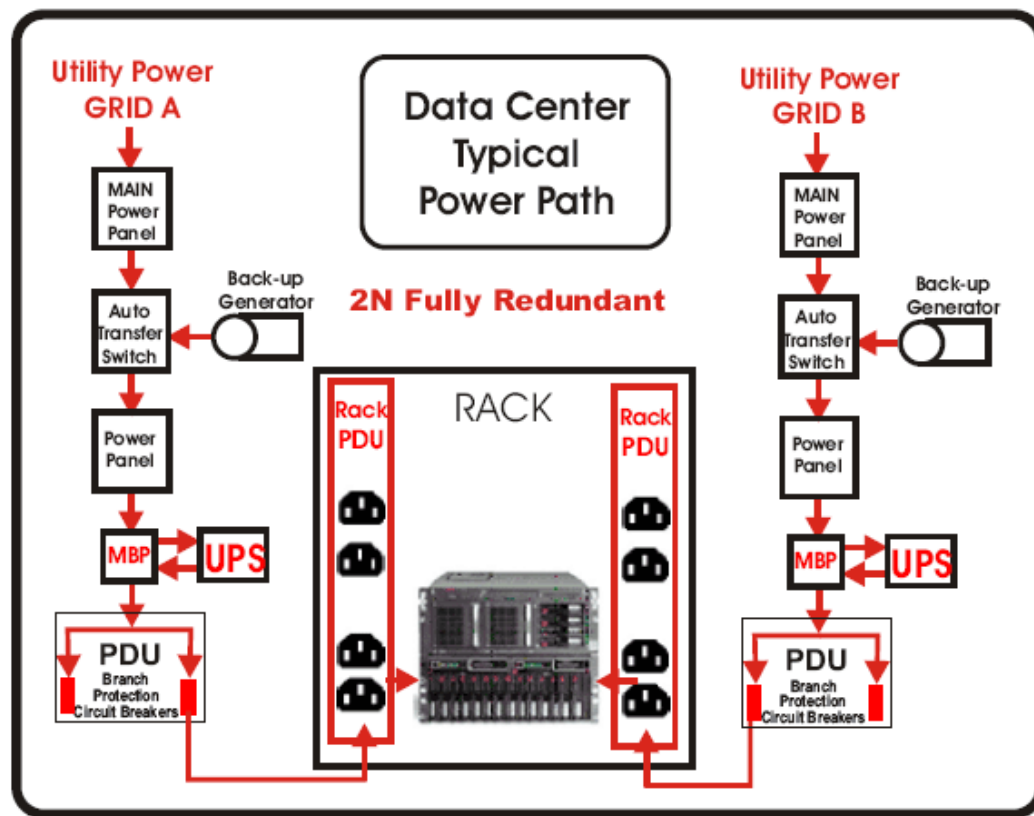 Utility Power
GRID A
MAIN
Power
Panel
Auto
Transfer
Switch
Back-up
Generator
Power
Panel
MBP
UPS
PDU
Branch
Protection
Circuit Breakers
Data Center
Typical
Power Path
2N Fully Redundant
RACK
Rack
PDU
Rack
PDU
Utility Power
GRID B
MAIN
Power
Panel
Auto
Transfer
Switch
Back-up
Generator
Power
Panel
MBP
UPS
PDU
Branch
Protection
Circuit Breakers